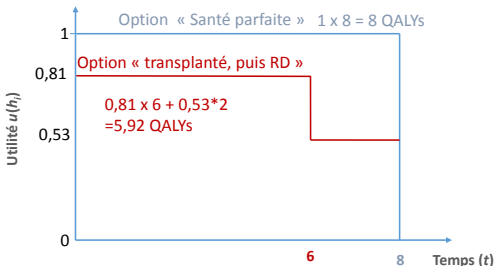 Option « Santé parfaite » 1 x 8 = 8 QALYs
1
Option « transplanté, puis RD »
0,81
0,81 x 6 + 0,53*2
=5,92 QALYs
0,53
Utilité u(hi)
0
6
8
Temps (t)